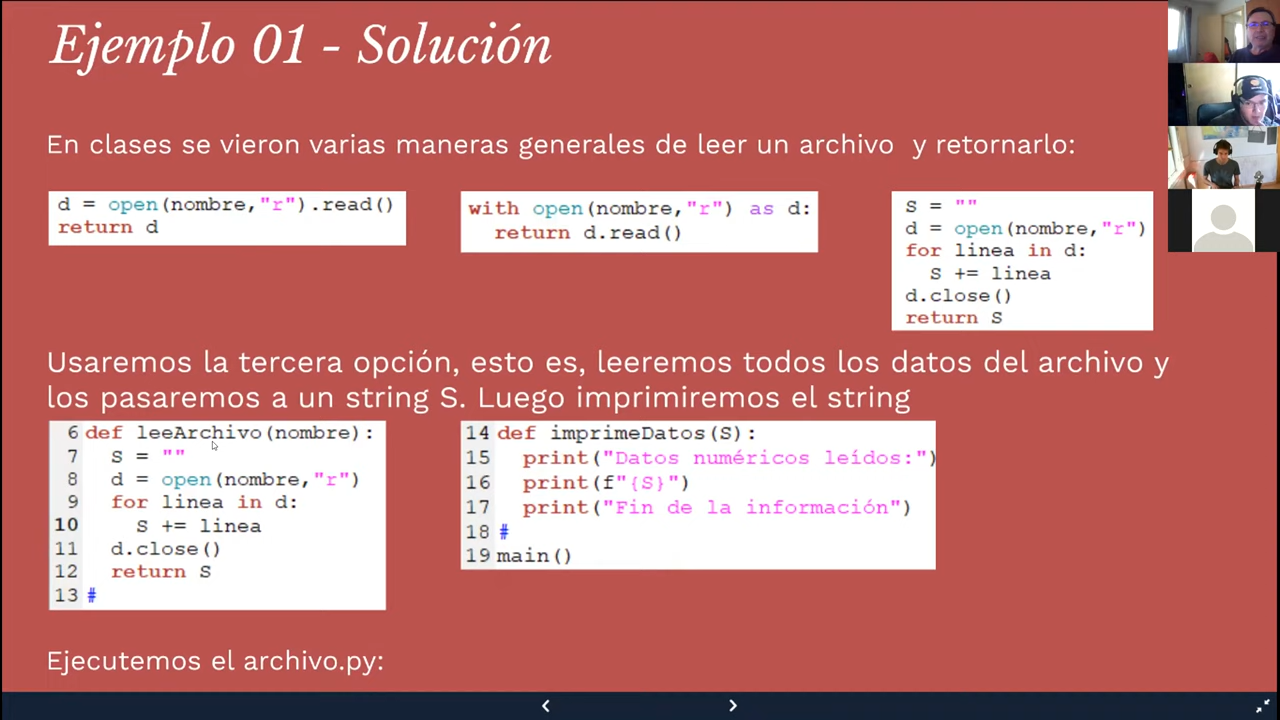 Ejemplo 01 - Solución
En clases se vieron varias maneras generales de leer un archivo y retornarlo:
d = open(nombre,"r").read()
return d
with open(nombre,"r") as d:
return d.read()
S = ""
d = open(nombre,"r")
for linea in d:
S += linea
d.close()
return S
Usaremos la tercera opción, esto es, leeremos todos los datos del archivo y
los pasaremos a un string S. Luego imprimiremos el string
6 def leeArchivo(nombre):
7 S = ""
8 d = open(nombre,"r")
9 for linea in d:
10 S += linea
11 d.close()
12 return S
13 #
14 def imprimeDatos(S):
15 print("Datos numéricos leídos:")
16 print(f"{S}")
17 print("Fin de la información")
18 #
19 main()
Ejecutemos el archivo.py: